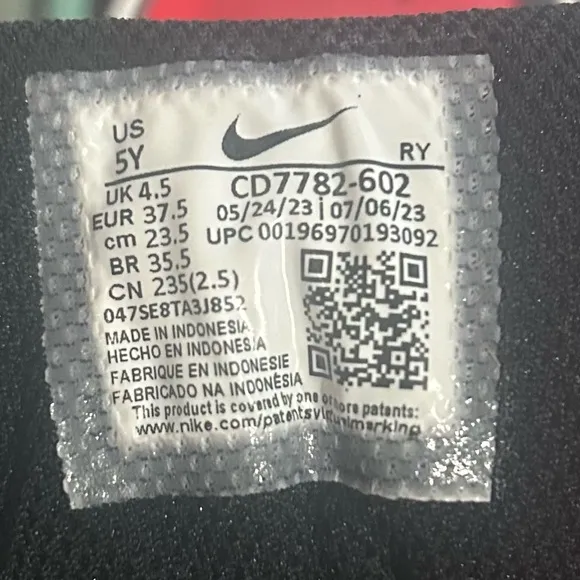 US
5Y
RY
UK 4.5
EUR 37.5
cm 23.5
BR 35.5
CN 235(2.5)
CD7782-602
05/24/23 | 07/06/23
UPC 00196970193092
047SE8TA3J852
MADE IN INDONESIA
HECHO EN INDONESIA
FABRIQUE EN INDONESIE
FABRICADO NA INDONÉSIA
This product is covered by one or more patents:
www.nike.com/patentsvirtualmarking